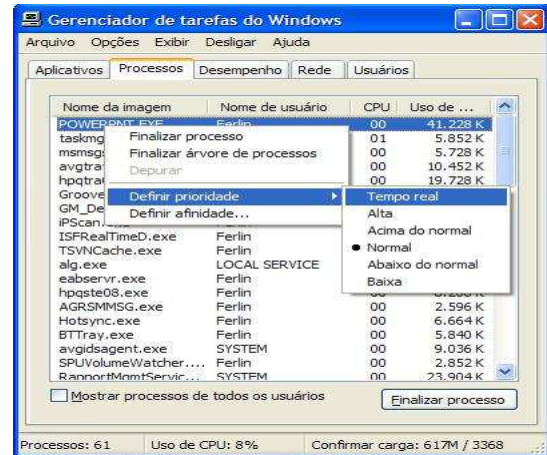 Gerenciador de tarefas do Windows
Arquivo Opções Exibir Desligar Ajuda
Aplicativos Processos Desempenho Rede Usuários
Nome da imagem Nome de usuário CPU Uso de ...
POWERPNT.EXE Ferlin 00 41.228 K
taskmg 01 5.852 K
msmsg 00 5.728 K
avgtra 00 10.452 K
hpqtra 00 19.728 K
Groove
GM_De
iPScan.
ISFRealTimeD.exe Ferlin
TSVNCache.exe Ferlin
alg.exe LOCAL SERVICE
eabservr.exe Ferlin
hpqste08.exe Ferlin
AGRSMMSG.exe Ferlin 00 2.596 K
Hotsync.exe Ferlin 00 6.664 K
BTTray.exe Ferlin 00 5.840 K
avgidsagent.exe SYSTEM 00 9.036 K
SPUVolumeWatcher.... Ferlin 00 2.852 K
RapportMgmtServic... SYSTEM 00 23.904 K
Finalizar processo
Finalizar árvore de processos
Depurar
Definir prioridade
Definir afinidade...
Tempo real
Alta
Acima do normal
Normal
Abaixo do normal
Baixa
Mostrar processos de todos os usuários
Finalizar processo
Processos: 61 Uso de CPU: 8% Confirmar carga: 617M / 3368